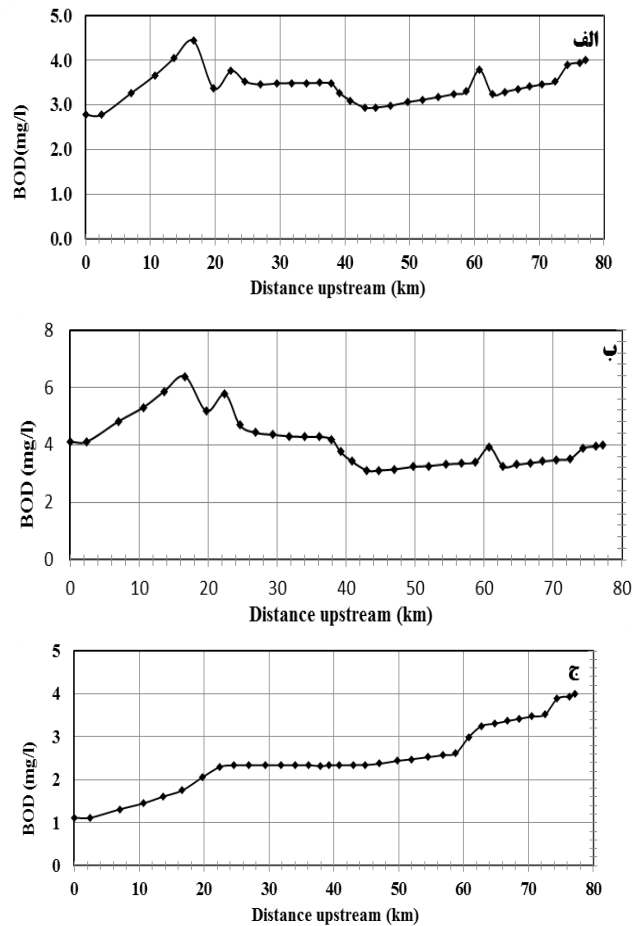 الف
5.0
4.0
3.0
2.0
1.0
0.0
BOD(mg/l)
0 10 20 30 40 50 60 70 80
Distance upstream (km)
ب
8
6
4
2
0
BOD (mg/l)
0 10 20 30 40 50 60 70 80
Distance upstream (km)
ج
5
4
3
2
1
0
BOD (mg/l)
0 10 20 30 40 50 60 70 80
Distance upstream (km)